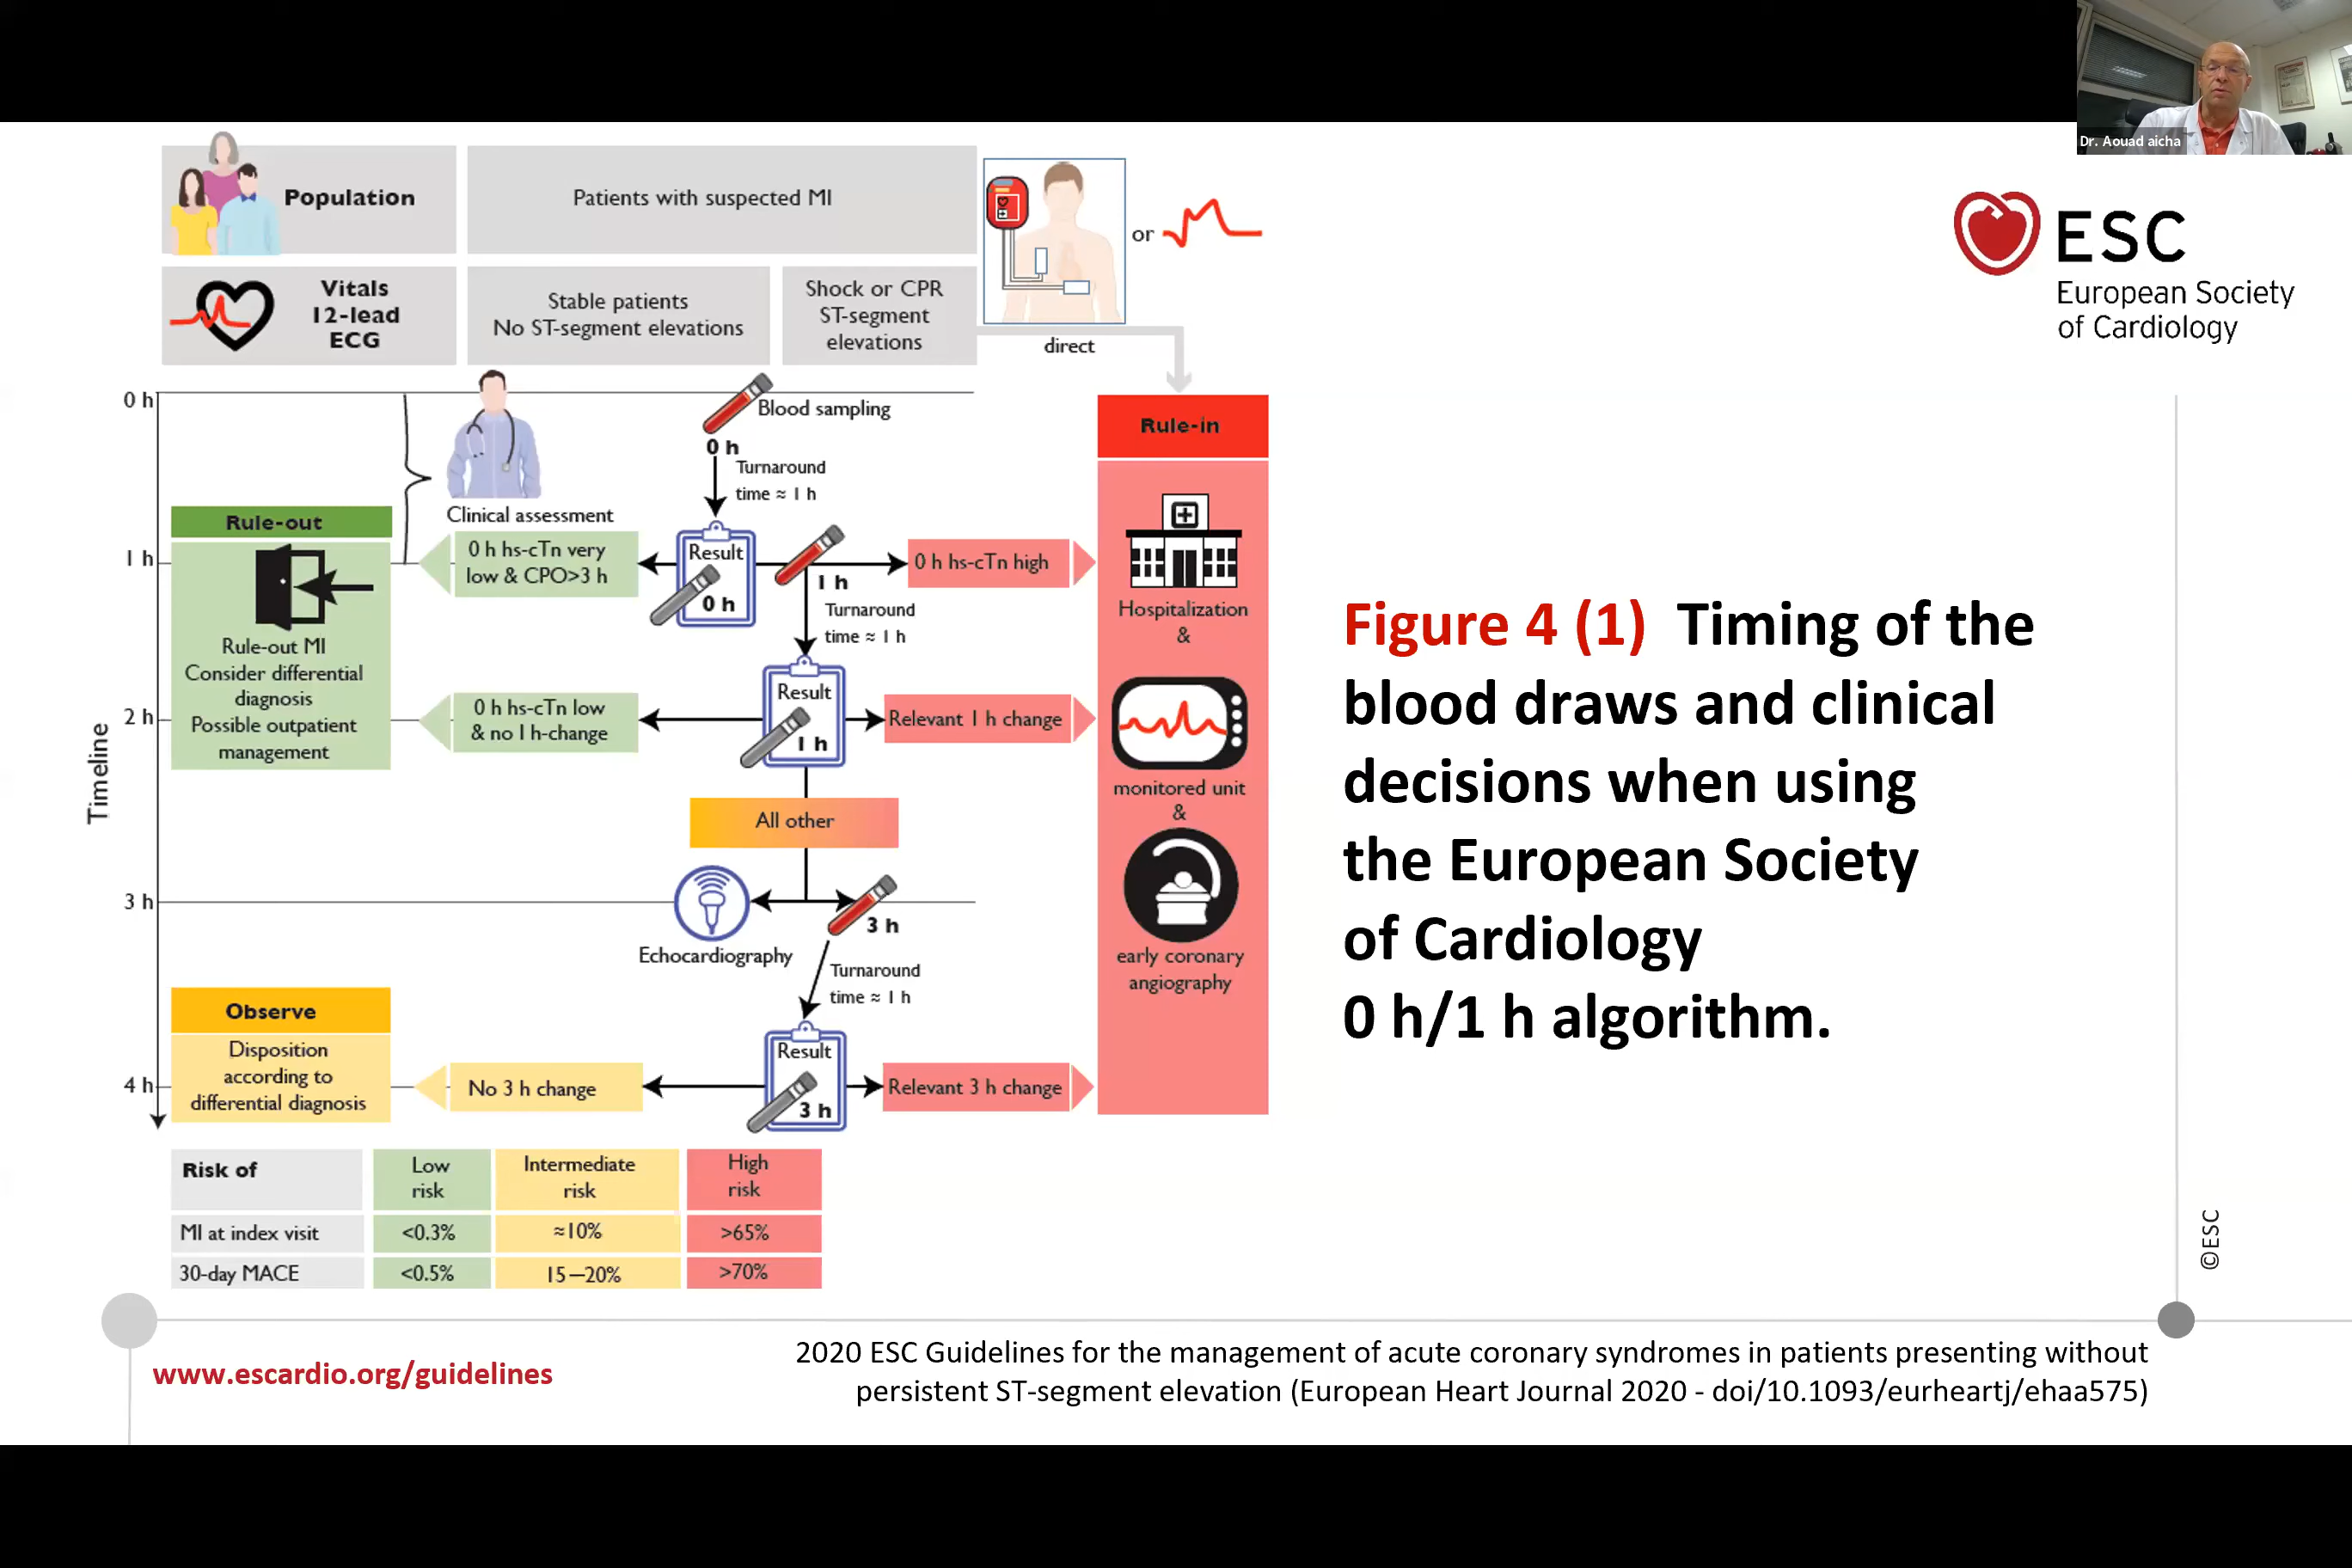 Dr. Aouad aicha
ESC
European Society
of Cardiology
Population
Patients with suspected MI
or
Vitals
12-lead
ECG
Stable patients
No ST-segment elevations
Shock or CPR
ST-segment
elevations
direct
Timeline
0 h
1 h
2 h
3 h
4 h
Blood sampling
0 h
Turnaround
time ≈ 1 h
Clinical assessment
Rule-out
Rule-out MI
Consider differential
diagnosis
Possible outpatient
management
0 h hs-cTn very
low & CPO>3 h
Result
0 h
1 h
Turnaround
time ≈ 1 h
0 h hs-cTn high
0 h hs-cTn low
& no 1 h-change
Result
1 h
Relevant 1 h change
All other
Echocardiography
3 h
Turnaround
time ≈ 1 h
Observe
Disposition
according to
differential diagnosis
No 3 h change
Result
3 h
Relevant 3 h change
Rule-in
Hospitalization
&
monitored unit
&
early coronary
angiography
Risk of
Low
risk
Intermediate
risk
High
risk
MI at index visit
<0.3%
≈10%
>65%
30-day MACE
<0.5%
15–20%
>70%
Figure 4 (1) Timing of the
blood draws and clinical
decisions when using
the European Society
of Cardiology
0 h/1 h algorithm.
©ESC
www.escardio.org/guidelines
2020 ESC Guidelines for the management of acute coronary syndromes in patients presenting without
persistent ST-segment elevation (European Heart Journal 2020 - doi/10.1093/eurheartj/ehaa575)